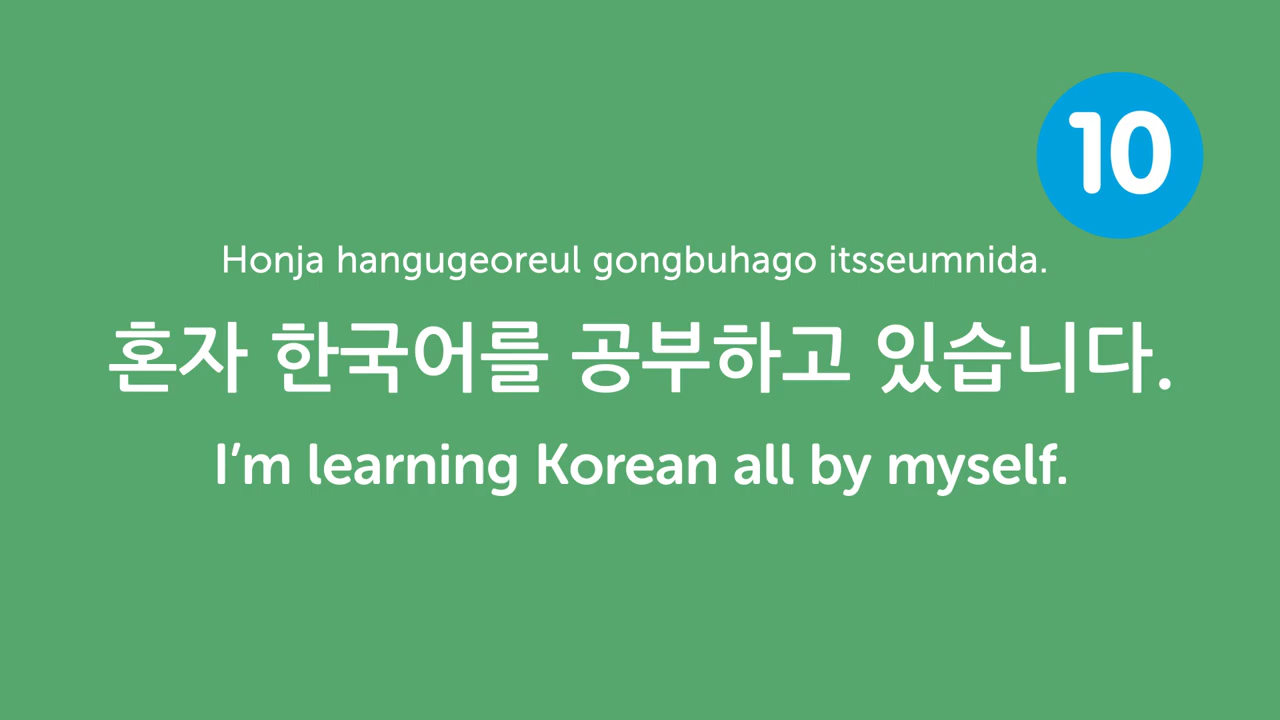 10
Honja hangugeoreul gongbuhago itsseumnida.
혼자 한국어를 공부하고 있습니다.
I’m learning Korean all by myself.